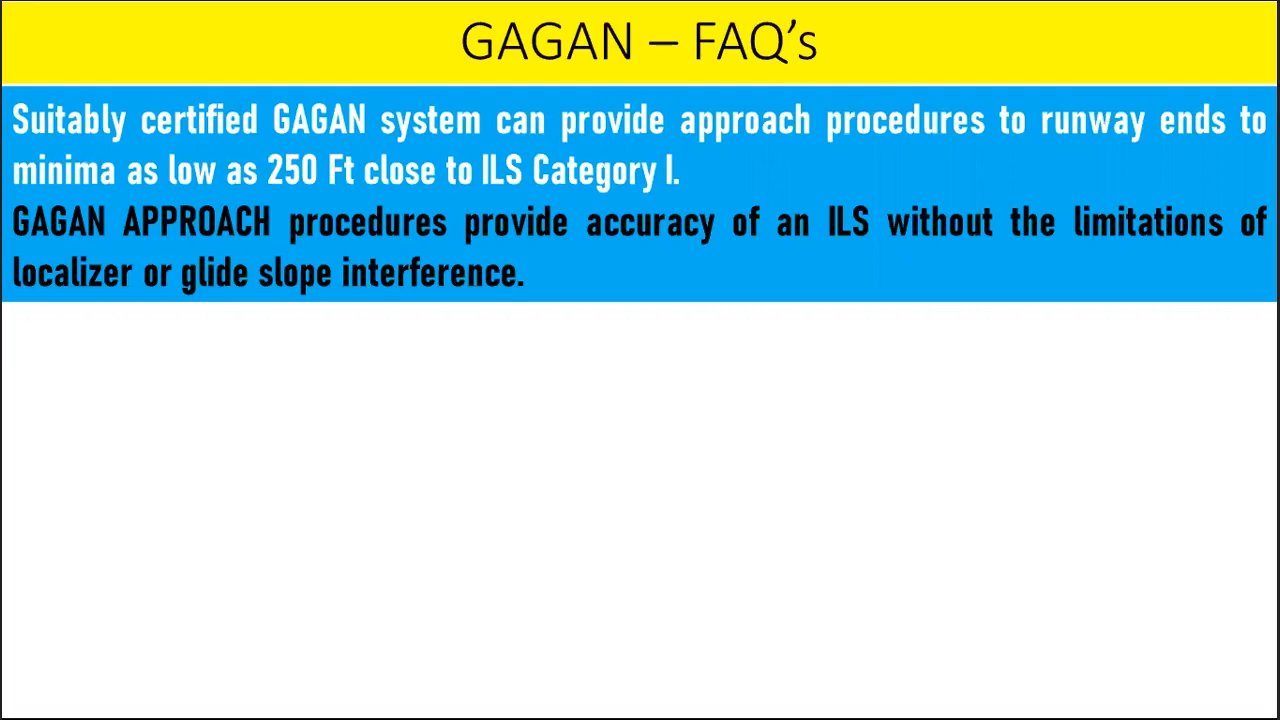 GAGAN – FAQ’s
Suitably certified GAGAN system can provide approach procedures to runway ends to
minima as low as 250 Ft close to ILS Category I.
GAGAN APPROACH procedures provide accuracy of an ILS without the limitations of
localizer or glide slope interference.